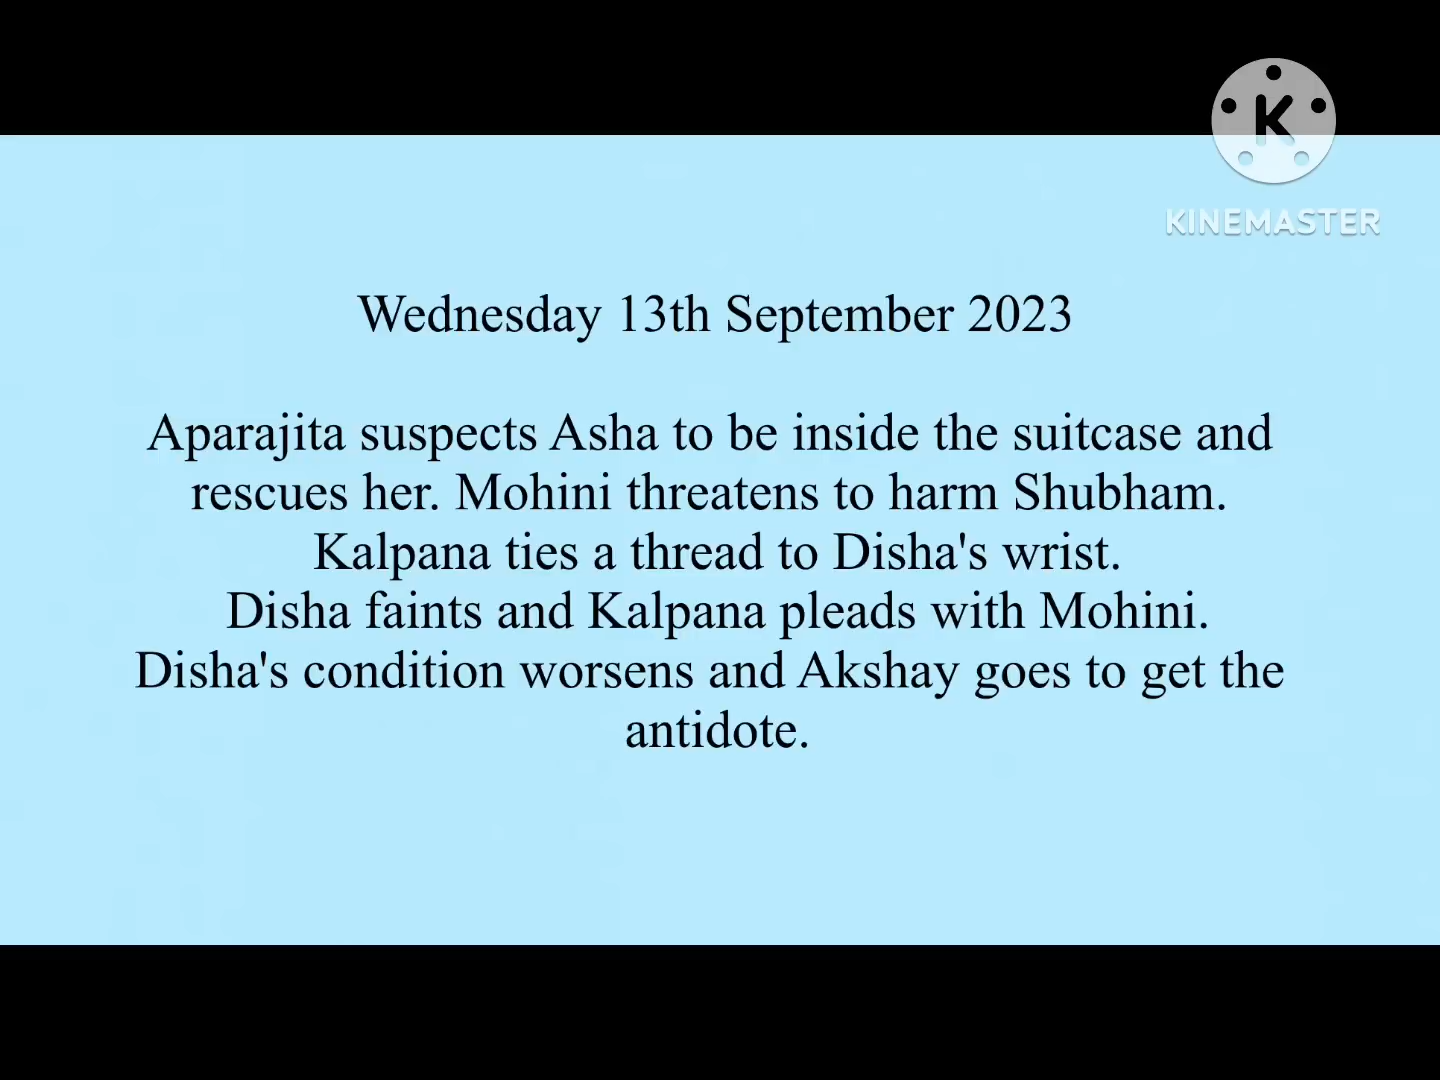 K
KINEMASTER
Wednesday 13th September 2023
Aparajita suspects Asha to be inside the suitcase and
rescues her. Mohini threatens to harm Shubham.
Kalpana ties a thread to Disha's wrist.
Disha faints and Kalpana pleads with Mohini.
Disha's condition worsens and Akshay goes to get the
antidote.